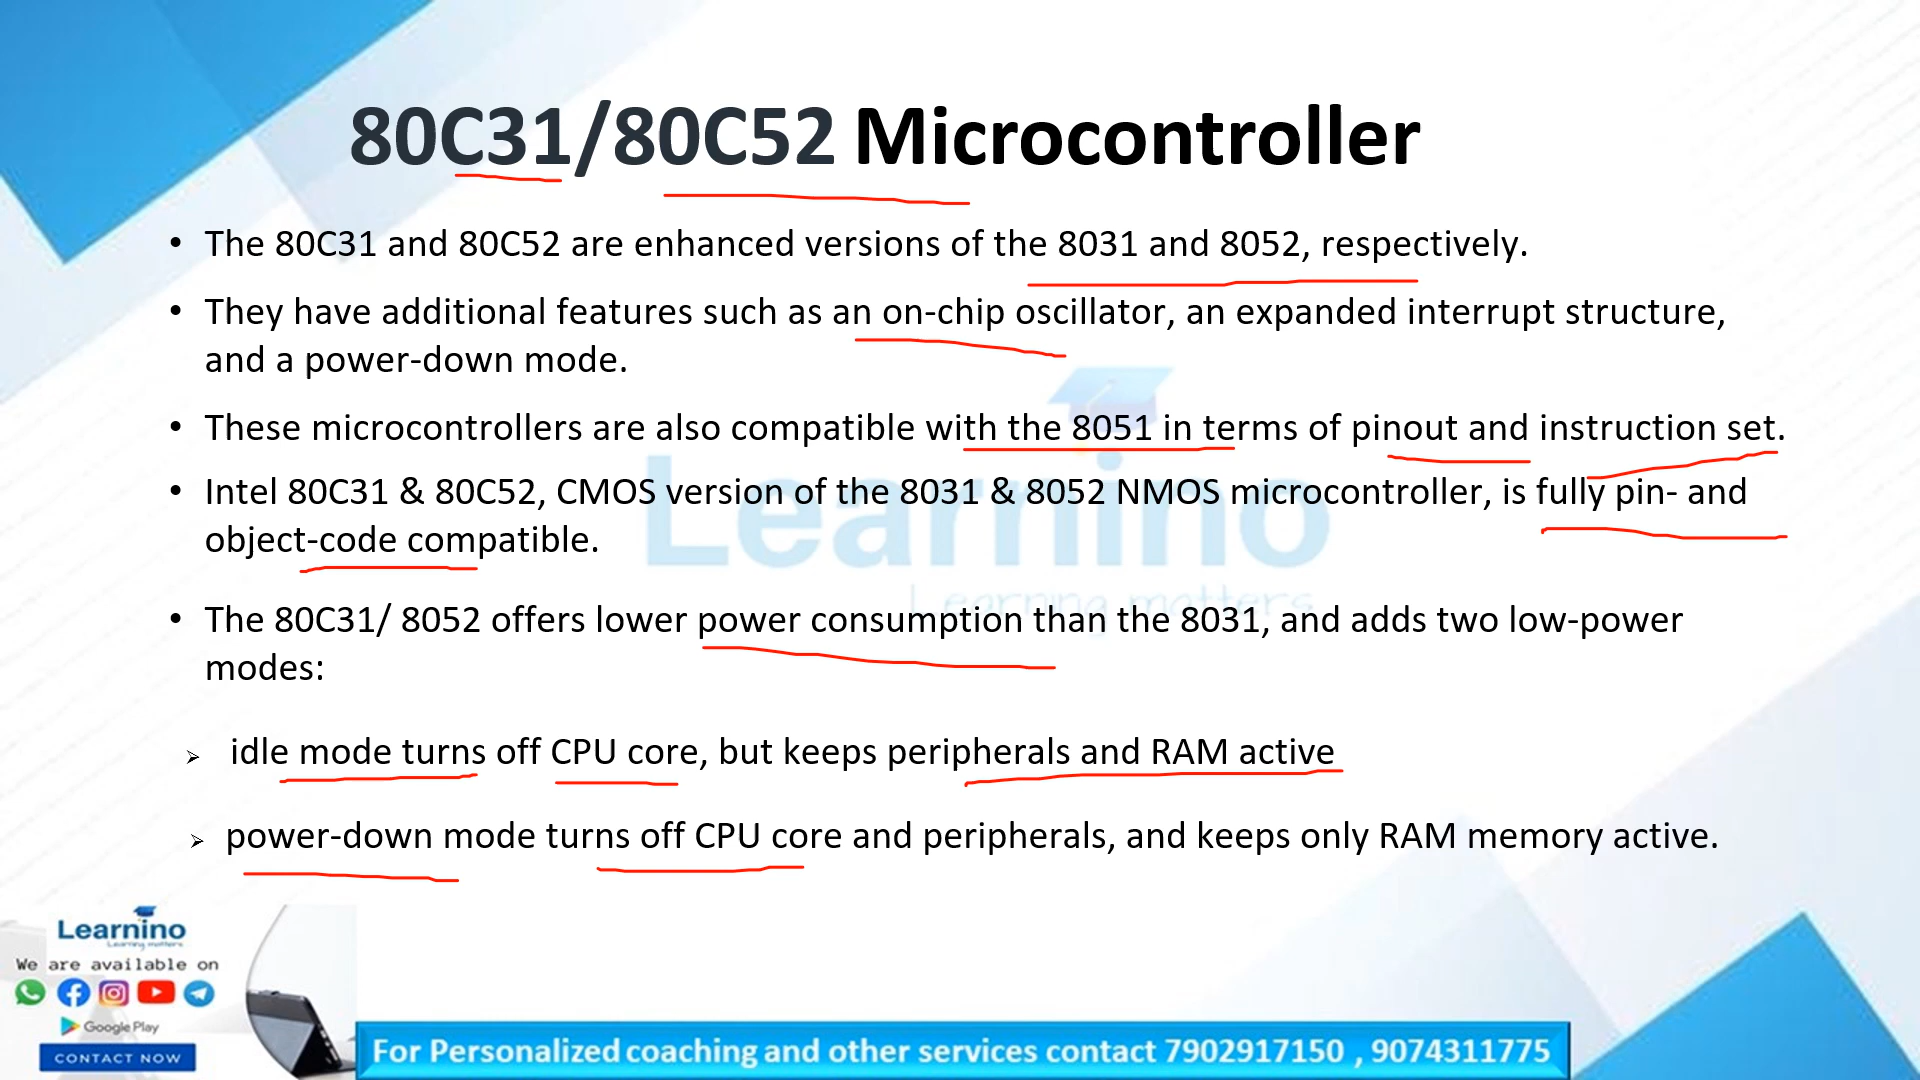 80C31/80C52 Microcontroller
• The 80C31 and 80C52 are enhanced versions of the 8031 and 8052, respectively.
• They have additional features such as an on-chip oscillator, an expanded interrupt structure,
and a power-down mode.
• These microcontrollers are also compatible with the 8051 in terms of pinout and instruction set.
• Intel 80C31 & 80C52, CMOS version of the 8031 & 8052 NMOS microcontroller, is fully pin- and
object-code compatible.
Learnino
Learning matters
• The 80C31/ 8052 offers lower power consumption than the 8031, and adds two low-power
modes:
➢ idle mode turns off CPU core, but keeps peripherals and RAM active
➢ power-down mode turns off CPU core and peripherals, and keeps only RAM memory active.
Learnino
Learning matters
We are available on
Google Play
CONTACT NOW
For Personalized coaching and other services contact 7902917150 , 9074311775